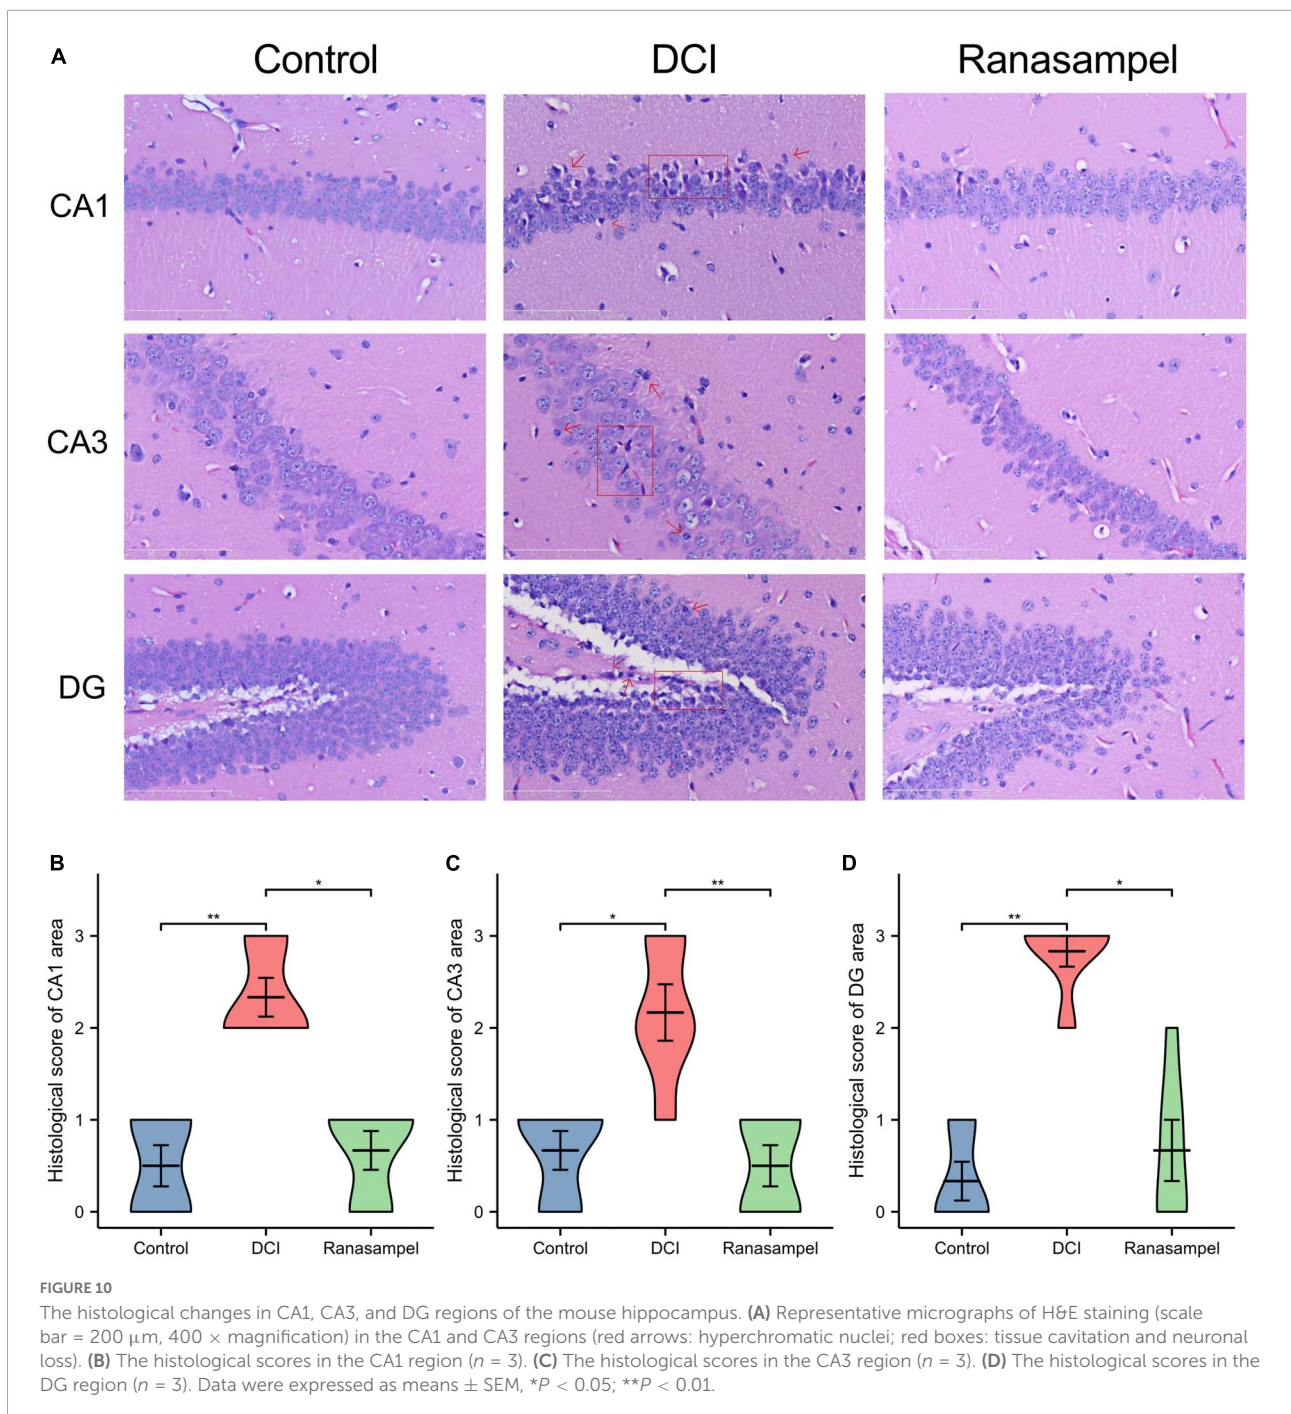 A
Control DCI Ranasampel
CA1
CA3
DG
B
Histological score of CA1 area
3
2
1
0
**
*
Control DCI Ranasampel
C
Histological score of CA3 area
3
2
1
0
*
**
Control DCI Ranasampel
D
Histological score of DG area
3
2
1
0
**
*
Control DCI Ranasampel
FIGURE 10
The histological changes in CA1, CA3, and DG regions of the mouse hippocampus. (A) Representative micrographs of H&E staining (scale
bar = 200 μm, 400 × magnification) in the CA1 and CA3 regions (red arrows: hyperchromatic nuclei; red boxes: tissue cavitation and neuronal
loss). (B) The histological scores in the CA1 region (n = 3). (C) The histological scores in the CA3 region (n = 3). (D) The histological scores in the
DG region (n = 3). Data were expressed as means ± SEM, *P < 0.05; **P < 0.01.